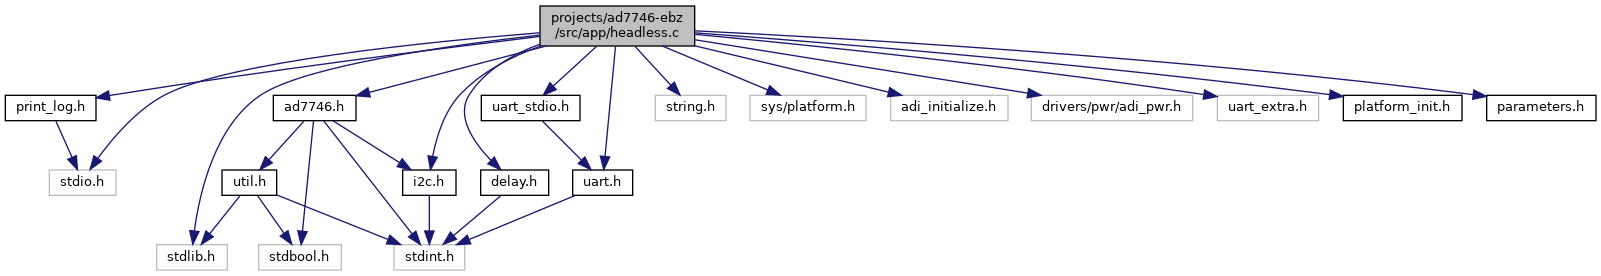 projects/ad7746-ebz
/src/app/headless.c
print_log.h
ad7746.h
uart_stdio.h
string.h
sys/platform.h
adi_initialize.h
drivers/pwr/adi_pwr.h
uart_extra.h
platform_init.h
parameters.h
stdio.h
util.h
i2c.h
delay.h
uart.h
stdlib.h
stdbool.h
stdint.h